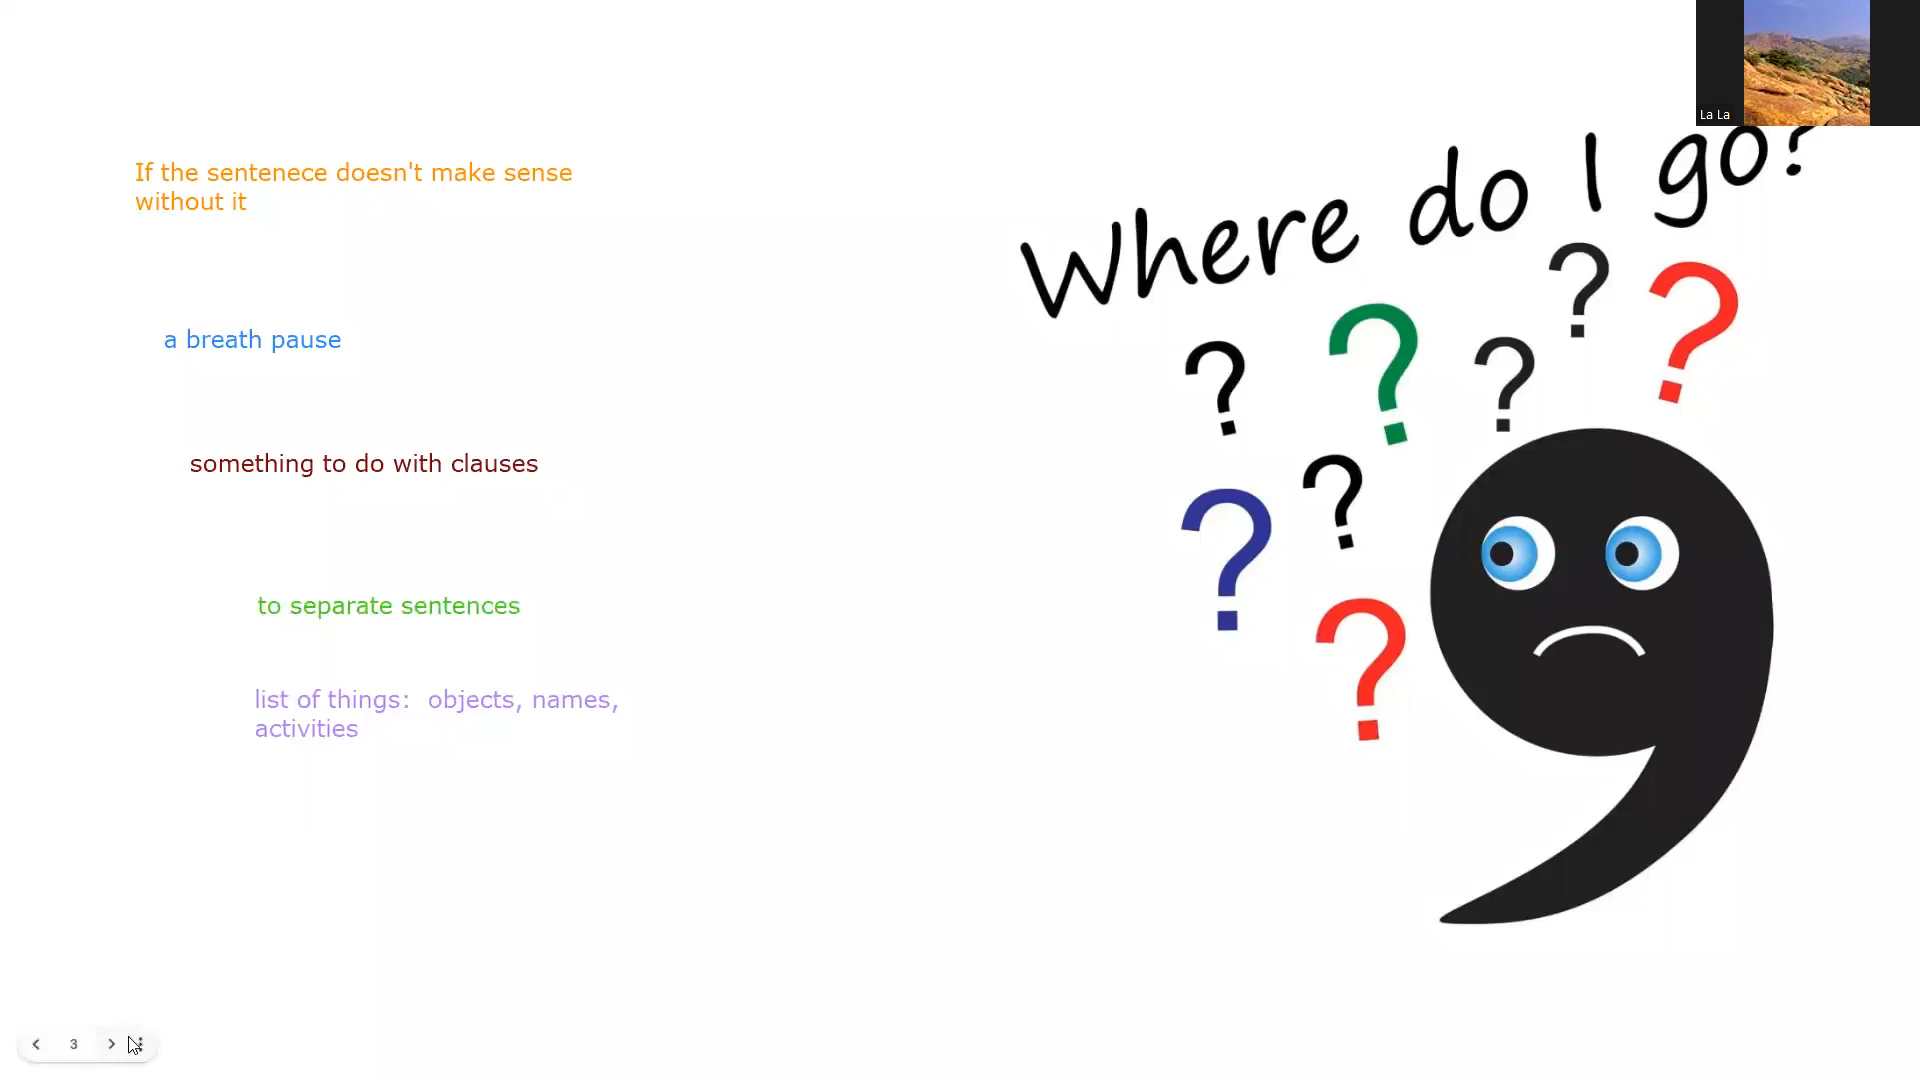 La La
Where do I go?
If the sentenece doesn't make sense
without it
a breath pause
something to do with clauses
to separate sentences
list of things:  objects, names,
activities
? ? ? ? ?
? ?
?
3